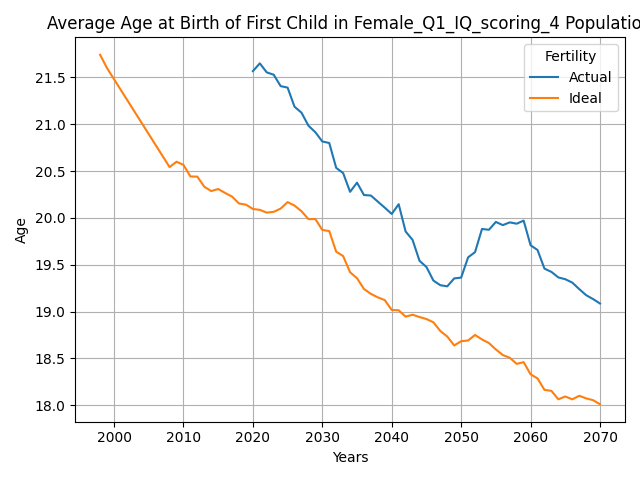 Average Age at Birth of First Child in Female_Q1_IQ_scoring_4 Populatio
Fertility
Actual
Ideal
21.5
21.0
20.5
20.0
19.5
19.0
18.5
18.0
Age
2000 2010 2020 2030 2040 2050 2060 2070
Years